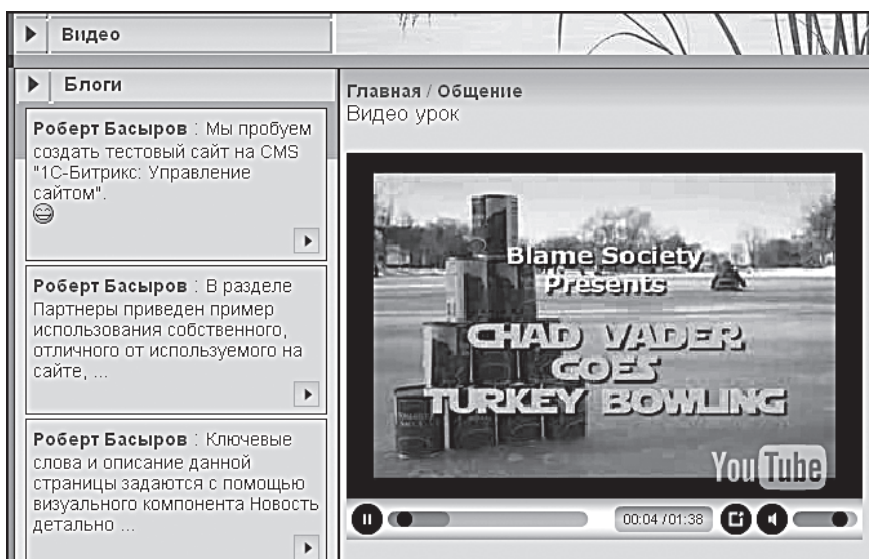 Видео
Блоги
Роберт Басыров : Мы пробуем
создать тестовый сайт на CMS
"1С-Битрикс: Управление
сайтом".
Роберт Басыров : В разделе
Партнеры приведен пример
использования собственного,
отличного от используемого на
сайте, ...
Роберт Басыров : Ключевые
слова и описание данной
страницы задаются с помощью
визуального компонента Новость
детально ...
Главная / Общение
Видео урок
Blame Society
Presents
CHAD VADER
GOES
TURKEY BOWLING
YouTube
00:04 / 01:38